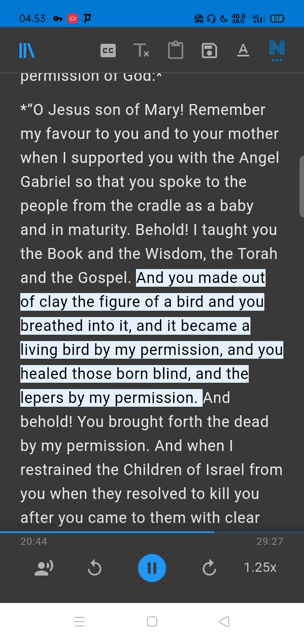 04.53
40.0
KB/S
4G
61
CC
T×
A
N
permission of God:*
*“O Jesus son of Mary! Remember
my favour to you and to your mother
when I supported you with the Angel
Gabriel so that you spoke to the
people from the cradle as a baby
and in maturity. Behold! I taught you
the Book and the Wisdom, the Torah
and the Gospel. And you made out
of clay the figure of a bird and you
breathed into it, and it became a
living bird by my permission, and you
healed those born blind, and the
lepers by my permission. And
behold! You brought forth the dead
by my permission. And when I
restrained the Children of Israel from
you when they resolved to kill you
after you came to them with clear
20:44 29:27
1.25x